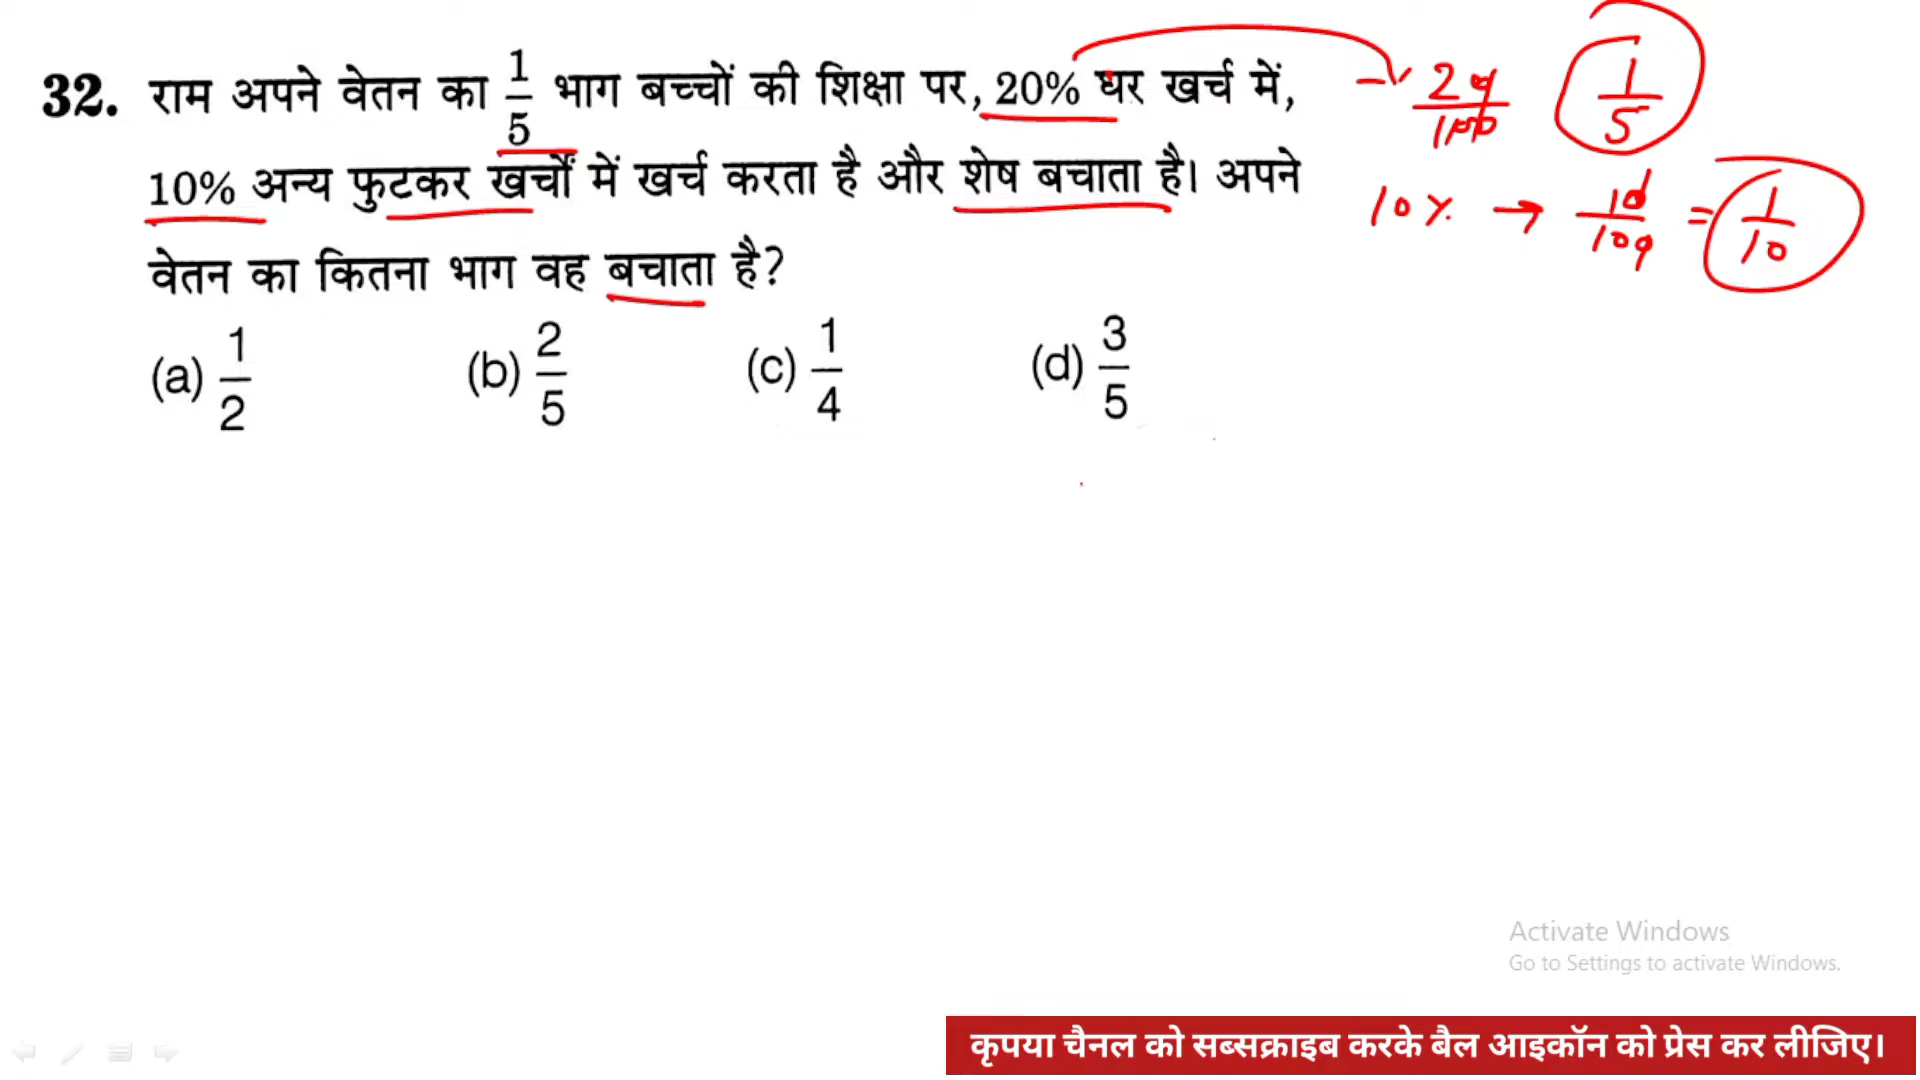 32. राम अपने वेतन का 1/5 भाग बच्चों की शिक्षा पर, 20% घर खर्च में,
10% अन्य फुटकर खर्चों में खर्च करता है और शेष बचाता है। अपने
वेतन का कितना भाग वह बचाता है?
(a) 1/2 (b) 2/5 (c) 1/4 (d) 3/5
20/100 1/5
10% → 10/100 = 1/10
Activate Windows
Go to Settings to activate Windows.
कृपया चैनल को सब्सक्राइब करके बैल आइकॉन को प्रेस कर लीजिए।